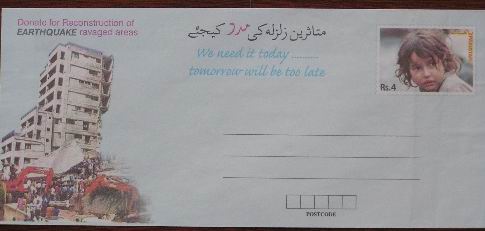 Donate for Reconstruction of
EARTHQUAKE ravaged areas
متاثرین زلزلہ کی مدد کیجئے
We need it today ..........
tomorrow will be too late
Rs.4
POSTCODE